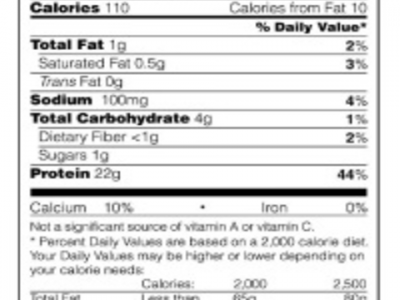 Calories 110 Calories from Fat 10
% Daily Value*
Total Fat 1g 2%
Saturated Fat 0.5g 3%
Trans Fat 0g
Sodium 100mg 4%
Total Carbohydrate 4g 1%
Dietary Fiber <1g 2%
Sugars 1g
Protein 22g 44%
Calcium 10% • Iron 0%
Not a significant source of vitamin A or vitamin C.
* Percent Daily Values are based on a 2,000 calorie diet.
Your Daily Values may be higher or lower depending on
your calorie needs:
Calories: 2,000 2,500
Total Fat Less than 65g 80g